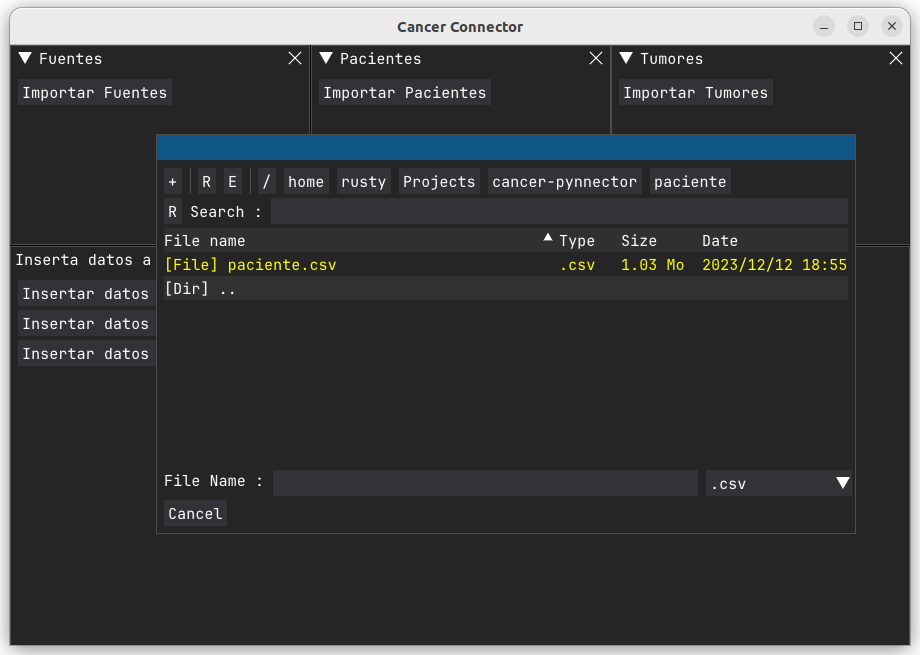 Cancer Connector
Fuentes
Pacientes
Tumores
Importar Fuentes
Importar Pacientes
Importar Tumores
+ R E / home rusty Projects cancer-pynnector paciente
R Search :
File name Type Size Date
[File] paciente.csv .csv 1.03 Mo 2023/12/12 18:55
[Dir] ..
Inserta datos a
Insertar datos
Insertar datos
Insertar datos
File Name : .csv
Cancel